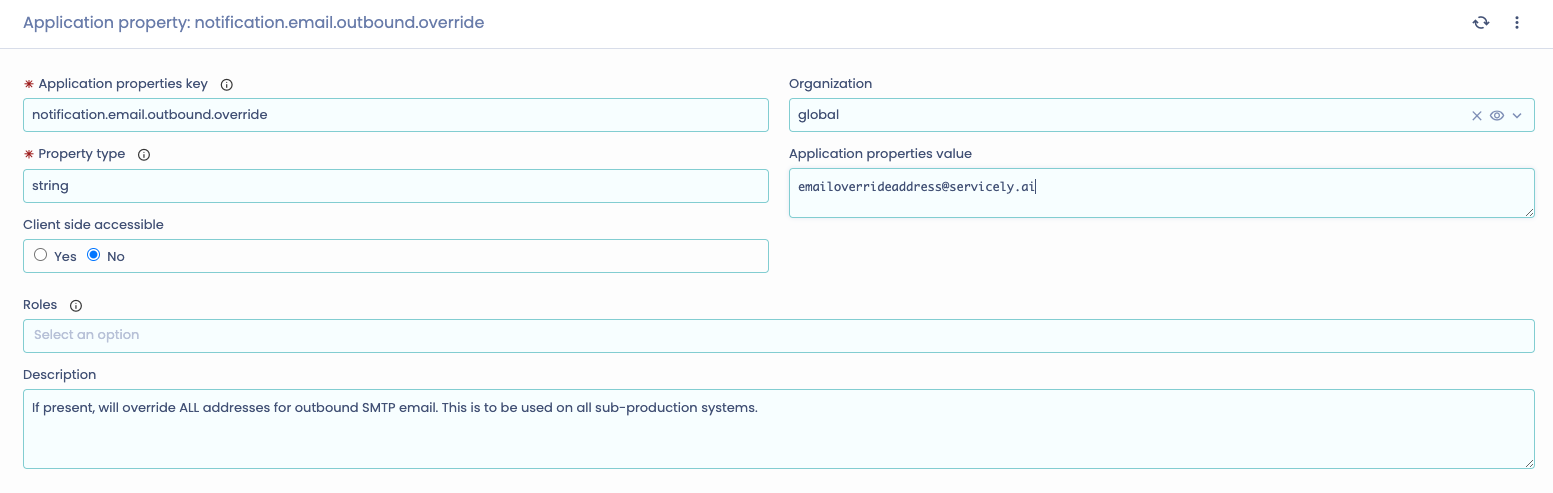 Application property: notification.email.outbound.override
* Application properties key
Organization
notification.email.outbound.override
global
* Property type
Application properties value
string
emailoverrideaddress@servicely.ai
Client side accessible
Yes No
Roles
Select an option
Description
If present, will override ALL addresses for outbound SMTP email. This is to be used on all sub-production systems.